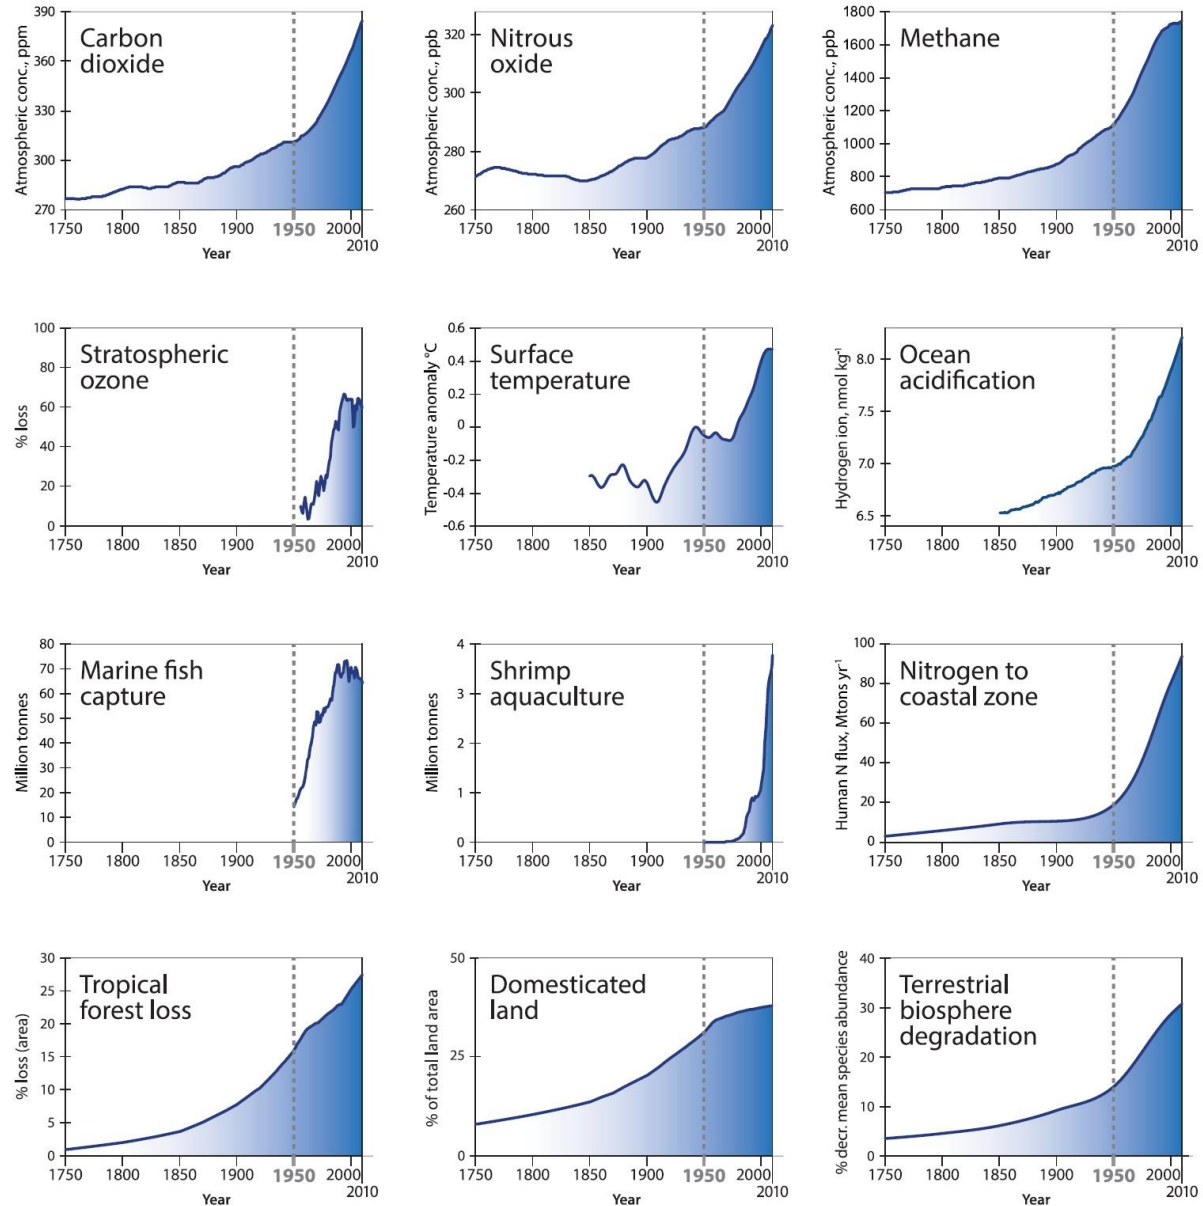 Carbon
dioxide
Atmospheric conc., ppm
390
360
330
300
270
1750 1800 1850 1900 1950 2000
2010
Year
Nitrous
oxide
Atmospheric conc., ppb
320
300
280
260
1750 1800 1850 1900 1950 2000
2010
Year
Methane
Atmospheric conc., ppb
1800
1600
1400
1200
1000
800
600
1750 1800 1850 1900 1950 2000
2010
Year
Stratospheric
ozone
% loss
100
80
60
40
20
0
1750 1800 1850 1900 1950 2000
2010
Year
Surface
temperature
Temperature anomaly °C
0.6
0.4
0.2
0
-0.2
-0.4
-0.6
1750 1800 1850 1900 1950 2000
2010
Year
Ocean
acidification
Hydrogen ion, nmol kg⁻¹
8.0
7.5
7.0
6.5
1750 1800 1850 1900 1950 2000
2010
Year
Marine fish
capture
Million tonnes
80
70
60
50
40
30
20
10
0
1750 1800 1850 1900 1950 2000
2010
Year
Shrimp
aquaculture
Million tonnes
4
3
2
1
0
1750 1800 1850 1900 1950 2000
2010
Year
Nitrogen to
coastal zone
Human N flux, Mtons yr⁻¹
100
80
60
40
20
0
1750 1800 1850 1900 1950 2000
2010
Year
Tropical
forest loss
% loss (area)
30
25
20
15
10
5
0
1750 1800 1850 1900 1950 2000
2010
Year
Domesticated
land
% of total land area
50
25
0
1750 1800 1850 1900 1950 2000
2010
Year
Terrestrial
biosphere
degradation
% decr. mean species abundance
40
30
20
10
0
1750 1800 1850 1900 1950 2000
2010
Year